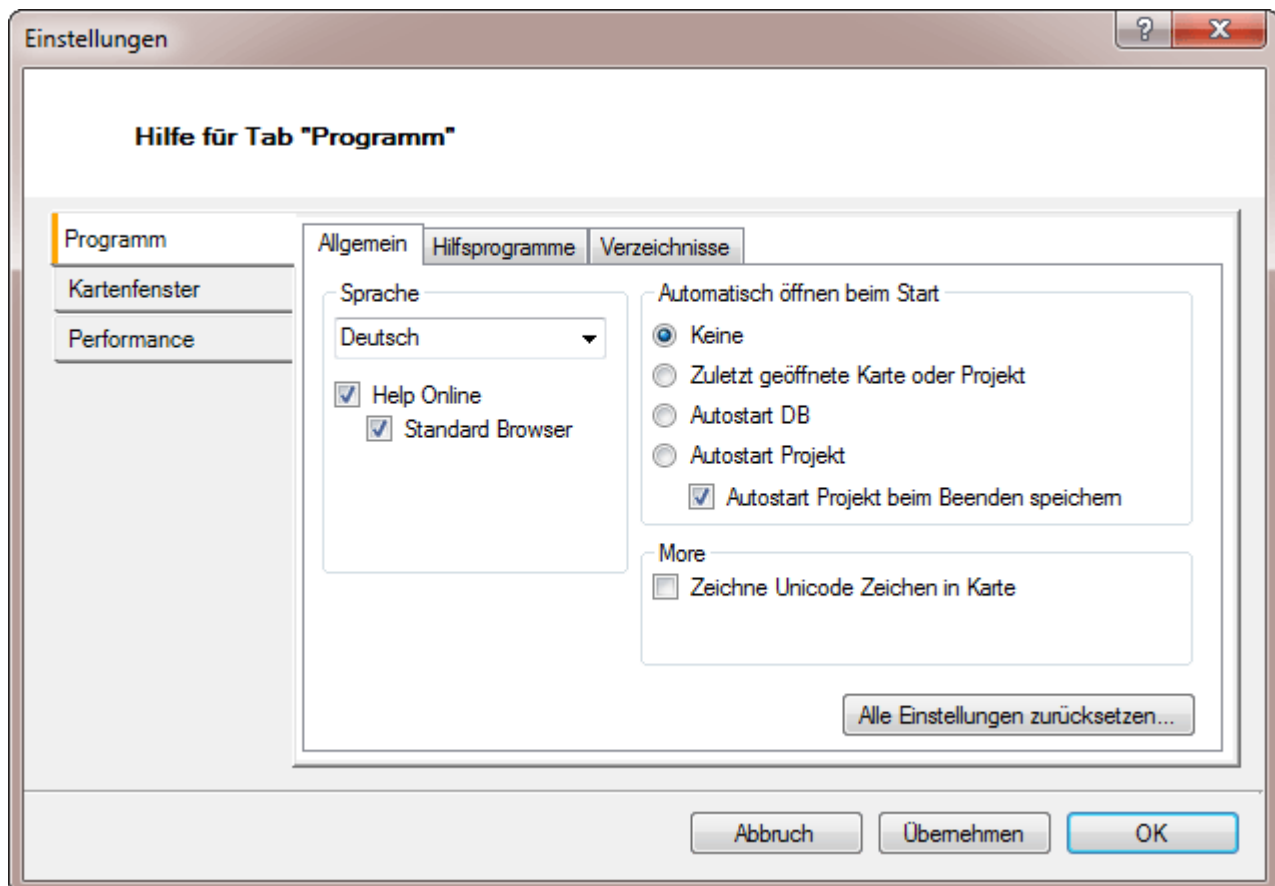 Einstellungen
?
Hilfe für Tab "Programm"
Programm
Kartenfenster
Performance
Allgemein Hilfsprogramme Verzeichnisse
Sprache
Deutsch
Help Online
Standard Browser
Automatisch öffnen beim Start
Keine
Zuletzt geöffnete Karte oder Projekt
Autostart DB
Autostart Projekt
Autostart Projekt beim Beenden speichern
More
Zeichne Unicode Zeichen in Karte
Alle Einstellungen zurücksetzen...
Abbruch Übernehmen OK